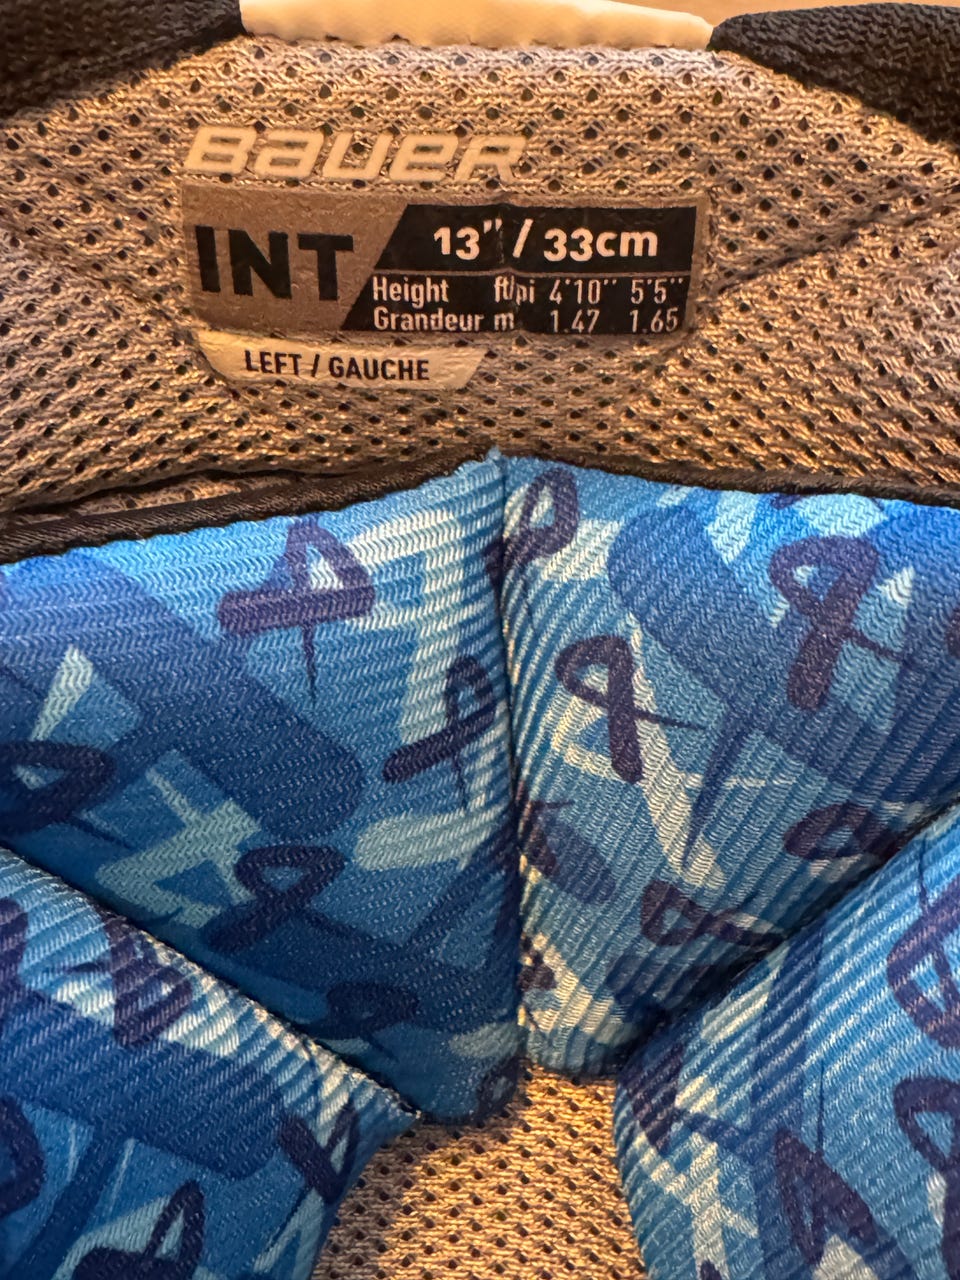 BAUER
INT
13" / 33cm
Height ft/pi 4'10" 5'5"
Grandeur m 1.47 1.65
LEFT / GAUCHE